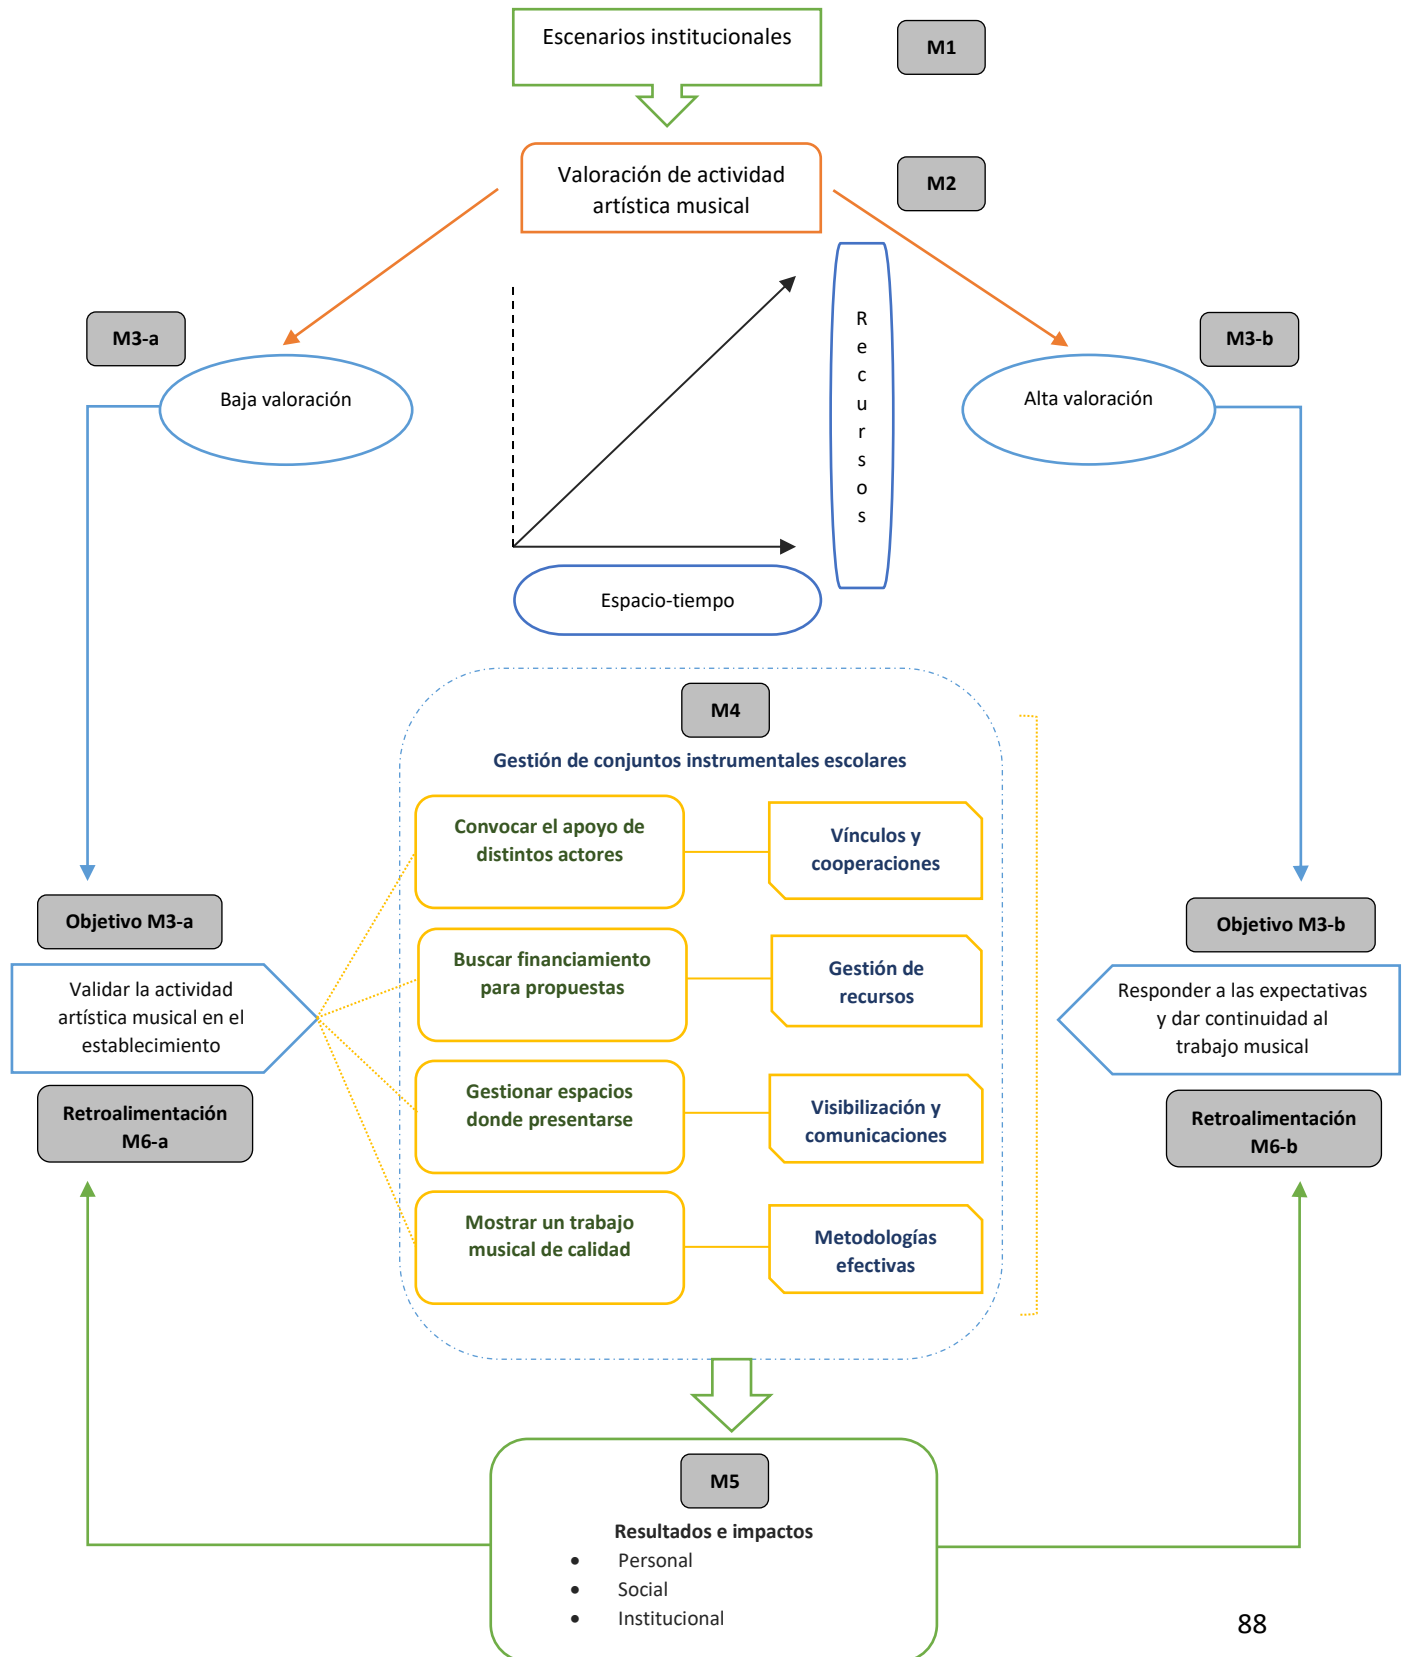 Escenarios institucionales
M1
Valoración de actividad
artística musical
M2
M3-a
Baja valoración
R
e
c
u
r
s
o
s
M3-b
Alta valoración
Espacio-tiempo
M4
Gestión de conjuntos instrumentales escolares
Convocar el apoyo de
distintos actores
Vínculos y
cooperaciones
Buscar financiamiento
para propuestas
Gestión de
recursos
Gestionar espacios
donde presentarse
Visibilización y
comunicaciones
Mostrar un trabajo
musical de calidad
Metodologías
efectivas
Objetivo M3-a
Validar la actividad
artística musical en el
establecimiento
Retroalimentación
M6-a
Objetivo M3-b
Responder a las expectativas
y dar continuidad al
trabajo musical
Retroalimentación
M6-b
M5
Resultados e impactos
• Personal
• Social
• Institucional
88